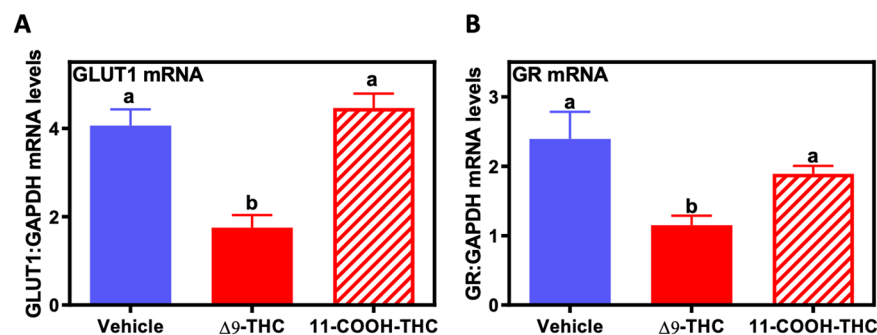 A
GLUT1:GAPDH mRNA levels
GLUT1 mRNA
4
2
0
a
b
a
Vehicle
Δ9-THC
11-COOH-THC
B
GR:GAPDH mRNA levels
GR mRNA
3
2
1
0
a
b
a
Vehicle
Δ9-THC
11-COOH-THC